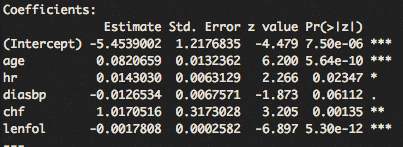 Coefficients:
Estimate Std. Error z value Pr(>|z|)
(Intercept) -5.4539002 1.2176835 -4.479 7.50e-06 ***
age 0.0820659 0.0132362 6.200 5.64e-10 ***
hr 0.0143030 0.0063129 2.266 0.02347 *
diasbp -0.0126534 0.0067571 -1.873 0.06112 .
chf 1.0170516 0.3173028 3.205 0.00135 **
lenfol -0.0017808 0.0002582 -6.897 5.30e-12 ***
---